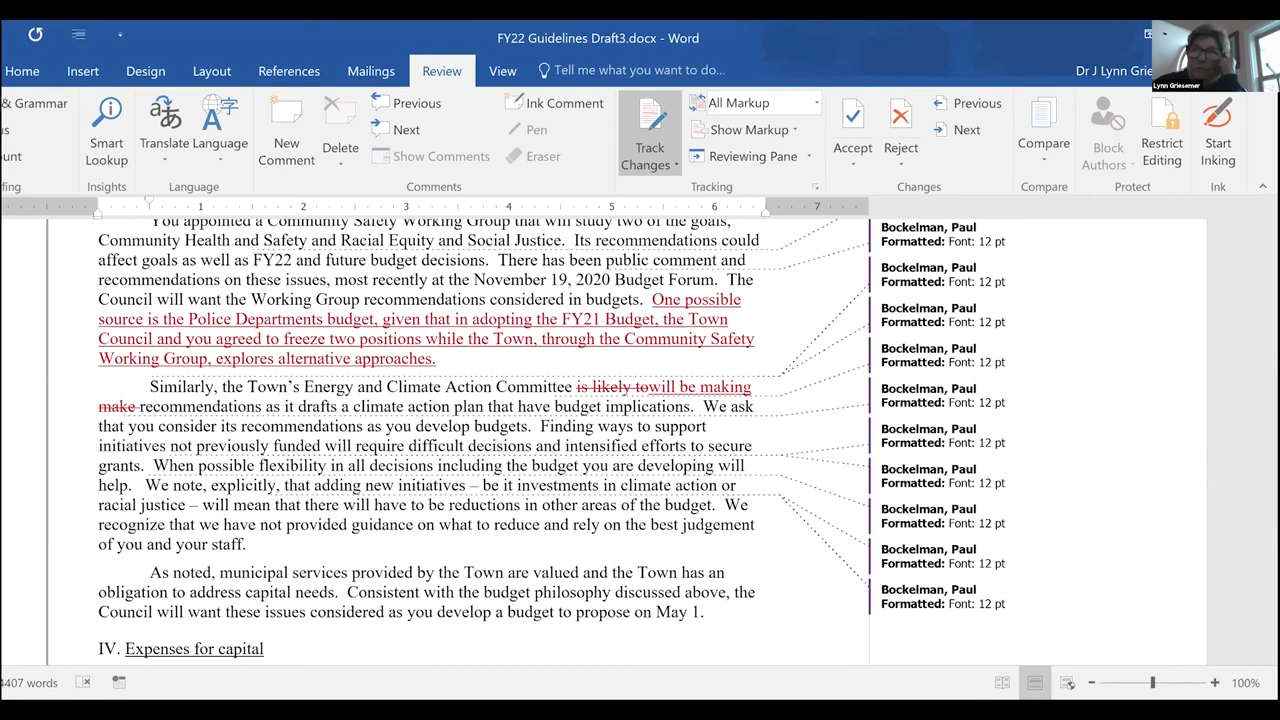 FY22 Guidelines Draft3.docx - Word
Lynn Griesemer
Home Insert Design Layout References Mailings Review View Tell me what you want to do... Dr J Lynn Grie
& Grammar
Smart Lookup
Insights
Translate Language
Language
New Comment
Delete
Previous
Next
Show Comments
Ink Comment
Pen
Eraser
Comments
Track Changes
All Markup
Show Markup
Reviewing Pane
Tracking
Accept
Reject
Previous
Next
Changes
Compare
Compare
Block Authors
Restrict Editing
Protect
Start Inking
Ink
1 2 3 4 5 6 7
You appointed a Community Safety Working Group that will study two of the goals,
Community Health and Safety and Racial Equity and Social Justice. Its recommendations could
affect goals as well as FY22 and future budget decisions. There has been public comment and
recommendations on these issues, most recently at the November 19, 2020 Budget Forum. The
Council will want the Working Group recommendations considered in budgets. One possible
source is the Police Departments budget, given that in adopting the FY21 Budget, the Town
Council and you agreed to freeze two positions while the Town, through the Community Safety
Working Group, explores alternative approaches.
Similarly, the Town's Energy and Climate Action Committee is likely towill be making
make recommendations as it drafts a climate action plan that have budget implications. We ask
that you consider its recommendations as you develop budgets. Finding ways to support
initiatives not previously funded will require difficult decisions and intensified efforts to secure
grants. When possible flexibility in all decisions including the budget you are developing will
help. We note, explicitly, that adding new initiatives – be it investments in climate action or
racial justice – will mean that there will have to be reductions in other areas of the budget. We
recognize that we have not provided guidance on what to reduce and rely on the best judgement
of you and your staff.
As noted, municipal services provided by the Town are valued and the Town has an
obligation to address capital needs. Consistent with the budget philosophy discussed above, the
Council will want these issues considered as you develop a budget to propose on May 1.
IV. Expenses for capital
Bockelman, Paul
Formatted: Font: 12 pt
Bockelman, Paul
Formatted: Font: 12 pt
Bockelman, Paul
Formatted: Font: 12 pt
Bockelman, Paul
Formatted: Font: 12 pt
Bockelman, Paul
Formatted: Font: 12 pt
Bockelman, Paul
Formatted: Font: 12 pt
Bockelman, Paul
Formatted: Font: 12 pt
Bockelman, Paul
Formatted: Font: 12 pt
Bockelman, Paul
Formatted: Font: 12 pt
Bockelman, Paul
Formatted: Font: 12 pt
4407 words
100%